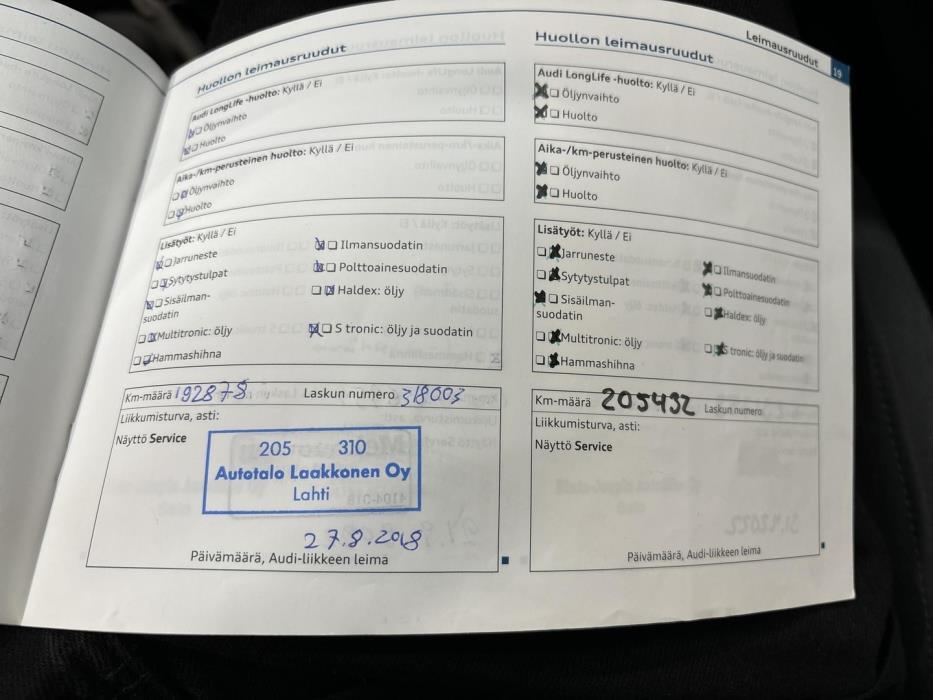 Leimausruudut
19
Huollon leimausruudut
Audi LongLife -huolto: Kyllä / Ei
Öljynvaihto
Huolto
Aika-/km-perusteinen huolto: Kyllä / Ei
Öljynvaihto
Huolto
Lisätyöt: Kyllä / Ei
Jarruneste
Ilmansuodatin
Sytytystulpat
Polttoainesuodatin
Sisäilman-
suodatin
Haldex: öljy
Multitronic: öljy
S tronic: öljy ja suodatin
Hammashihna
Km-määrä 192878 Laskun numero 318003
Liikkumisturva, asti:
Näyttö Service
205 310
Autotalo Laakkonen Oy
Lahti
27.8.2018
Päivämäärä, Audi-liikkeen leima
Huollon leimausruudut
Audi LongLife -huolto: Kyllä / Ei
Öljynvaihto
Huolto
Aika-/km-perusteinen huolto: Kyllä / Ei
Öljynvaihto
Huolto
Lisätyöt: Kyllä / Ei
Jarruneste
Ilmansuodatin
Sytytystulpat
Polttoainesuodatin
Sisäilman-
suodatin
Haldex: öljy
Multitronic: öljy
S tronic: öljy ja suodatin
Hammashihna
Km-määrä 205432 Laskun numero
Liikkumisturva, asti:
Näyttö Service
Päivämäärä, Audi-liikkeen leima